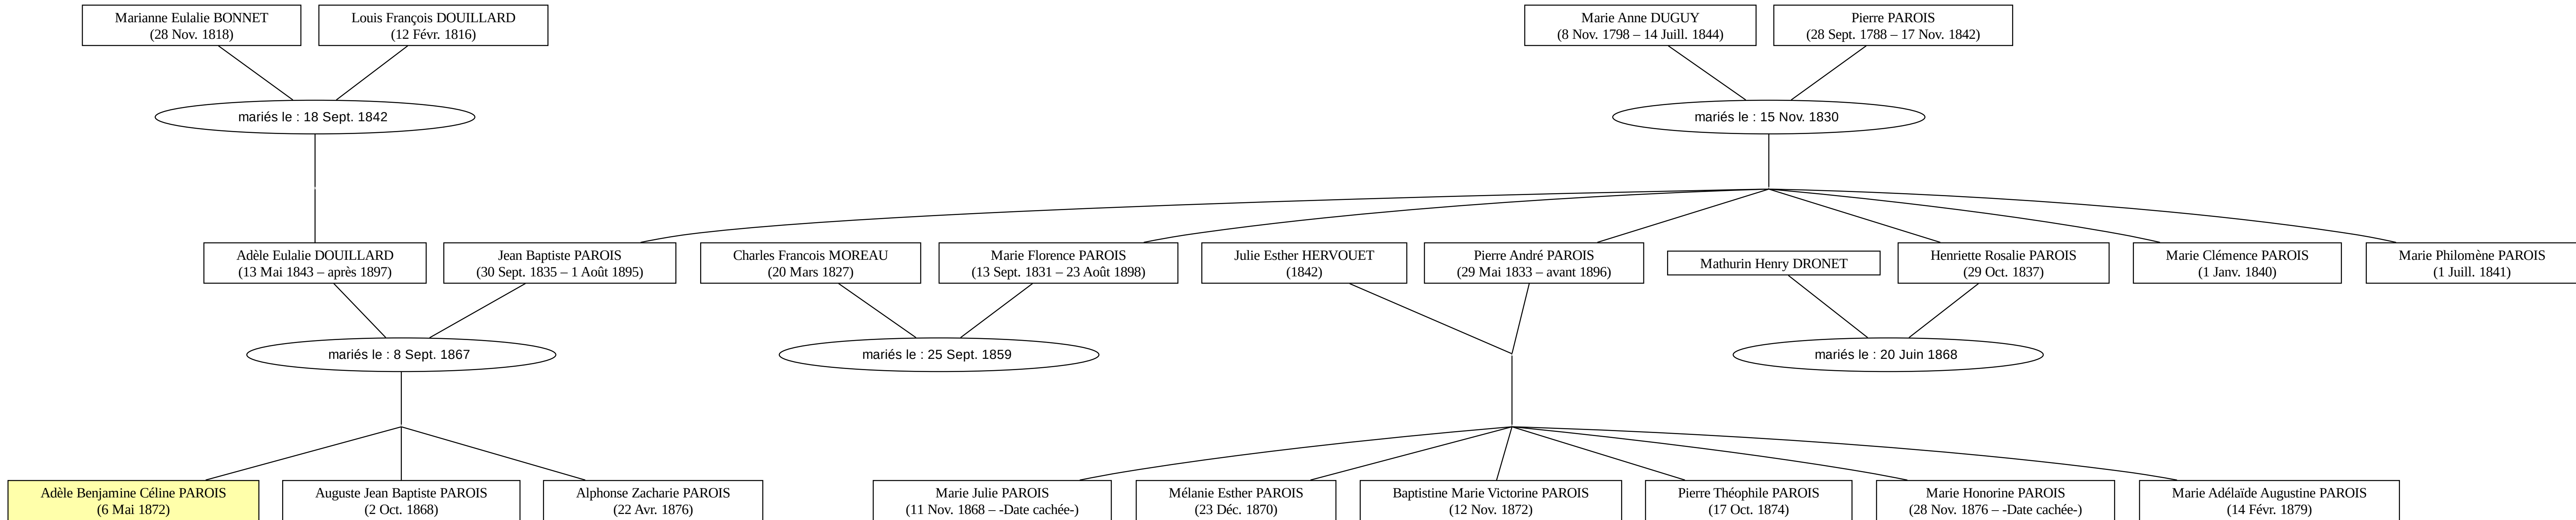 Marianne Eulalie BONNET
(28 Nov. 1818)
Louis François DOUILLARD
(12 Févr. 1816)
Marie Anne DUGUY
(8 Nov. 1798 – 14 Juill. 1844)
Pierre PAROIS
(28 Sept. 1788 – 17 Nov. 1842)
mariés le : 18 Sept. 1842
mariés le : 15 Nov. 1830
Adèle Eulalie DOUILLARD
(13 Mai 1843 – après 1897)
Jean Baptiste PAROIS
(30 Sept. 1835 – 1 Août 1895)
Charles Francois MOREAU
(20 Mars 1827)
Marie Florence PAROIS
(13 Sept. 1831 – 23 Août 1898)
Julie Esther HERVOUET
(1842)
Pierre André PAROIS
(29 Mai 1833 – avant 1896)
Mathurin Henry DRONET
Henriette Rosalie PAROIS
(29 Oct. 1837)
Marie Clémence PAROIS
(1 Janv. 1840)
Marie Philomène PAROIS
(1 Juill. 1841)
mariés le : 8 Sept. 1867
mariés le : 25 Sept. 1859
mariés le : 20 Juin 1868
Adèle Benjamine Céline PAROIS
(6 Mai 1872)
Auguste Jean Baptiste PAROIS
(2 Oct. 1868)
Alphonse Zacharie PAROIS
(22 Avr. 1876)
Marie Julie PAROIS
(11 Nov. 1868 – -Date cachée-)
Mélanie Esther PAROIS
(23 Déc. 1870)
Baptistine Marie Victorine PAROIS
(12 Nov. 1872)
Pierre Théophile PAROIS
(17 Oct. 1874)
Marie Honorine PAROIS
(28 Nov. 1876 – -Date cachée-)
Marie Adélaïde Augustine PAROIS
(14 Févr. 1879)